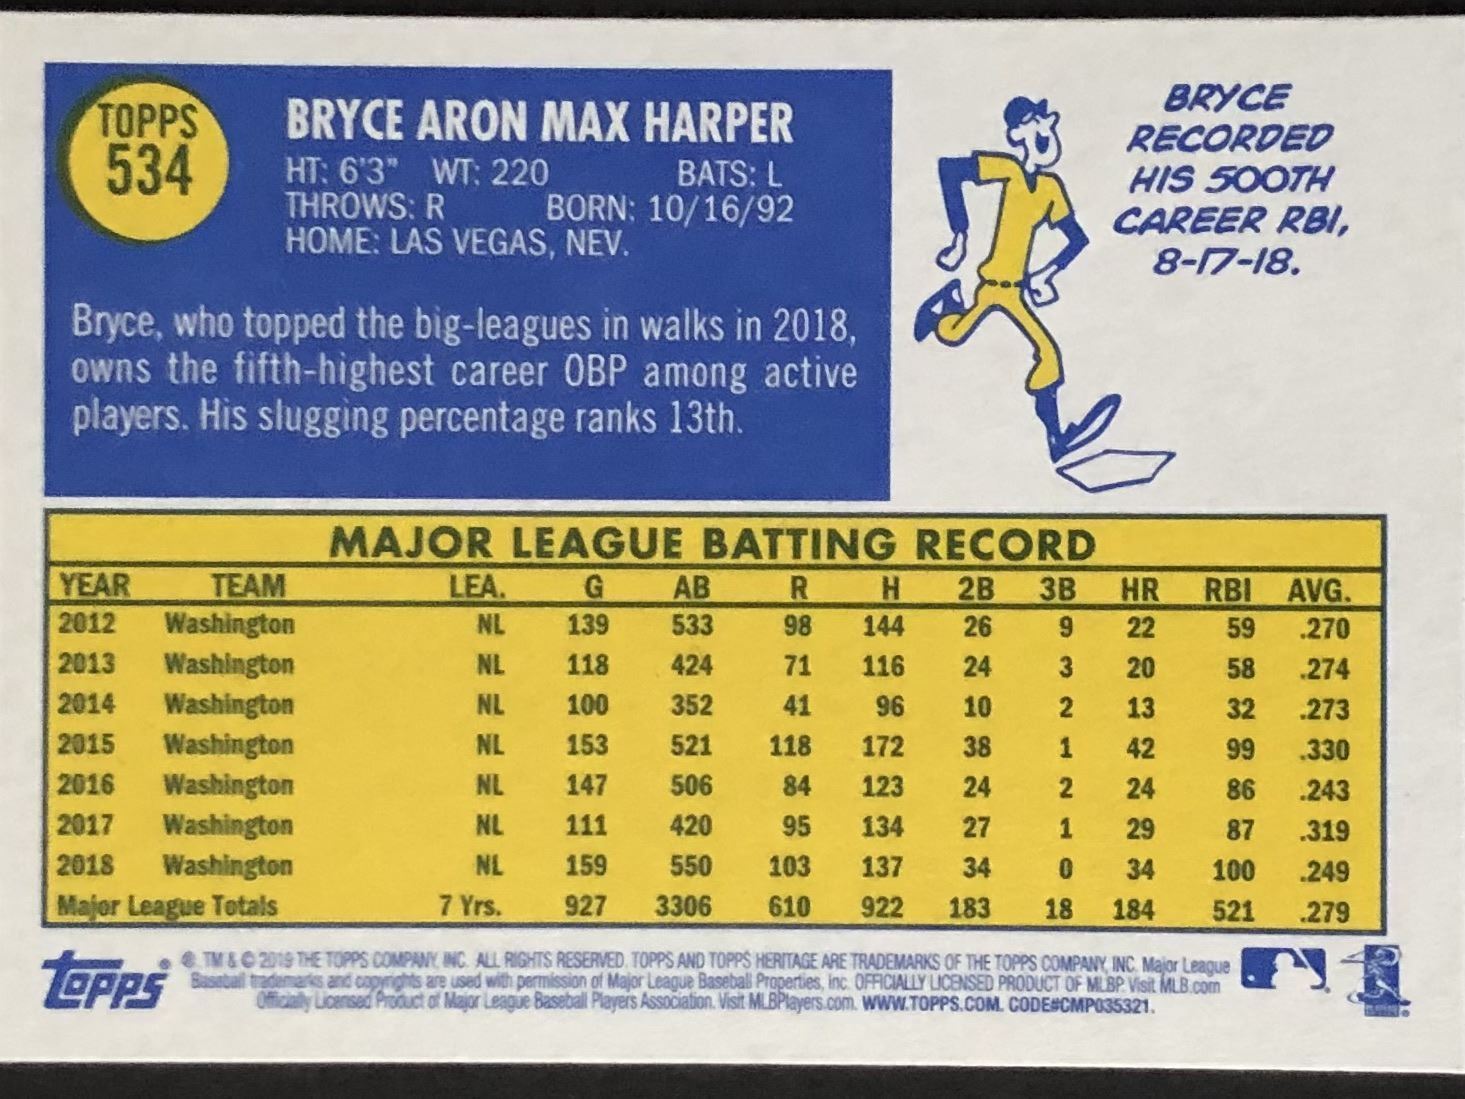 TOPPS
534
BRYCE ARON MAX HARPER
HT: 6'3" WT: 220 BATS: L
THROWS: R BORN: 10/16/92
HOME: LAS VEGAS, NEV.
Bryce, who topped the big-leagues in walks in 2018,
owns the fifth-highest career OBP among active
players. His slugging percentage ranks 13th.
BRYCE
RECORDED
HIS 500TH
CAREER RBI,
8-17-18.
MAJOR LEAGUE BATTING RECORD
YEAR TEAM LEA. G AB R H 2B 3B HR RBI AVG.
2012 Washington NL 139 533 98 144 26 9 22 59 .270
2013 Washington NL 118 424 71 116 24 3 20 58 .274
2014 Washington NL 100 352 41 96 10 2 13 32 .273
2015 Washington NL 153 521 118 172 38 1 42 99 .330
2016 Washington NL 147 506 84 123 24 2 24 86 .243
2017 Washington NL 111 420 95 134 27 1 29 87 .319
2018 Washington NL 159 550 103 137 34 0 34 100 .249
Major League Totals 7 Yrs. 927 3306 610 922 183 18 184 521 .279
TOPPS ® ® TM & © 2019 THE TOPPS COMPANY, INC. ALL RIGHTS RESERVED. TOPPS AND TOPPS HERITAGE ARE TRADEMARKS OF THE TOPPS COMPANY, INC. Major League
Baseball trademarks and copyrights are used with permission of Major League Baseball Properties, Inc. OFFICIALLY LICENSED PRODUCT OF MLBP. Visit MLB.com
Officially Licensed Product of Major League Baseball Players Association. Visit MLBPlayers.com. WWW.TOPPS.COM. CODE#CMP035321.